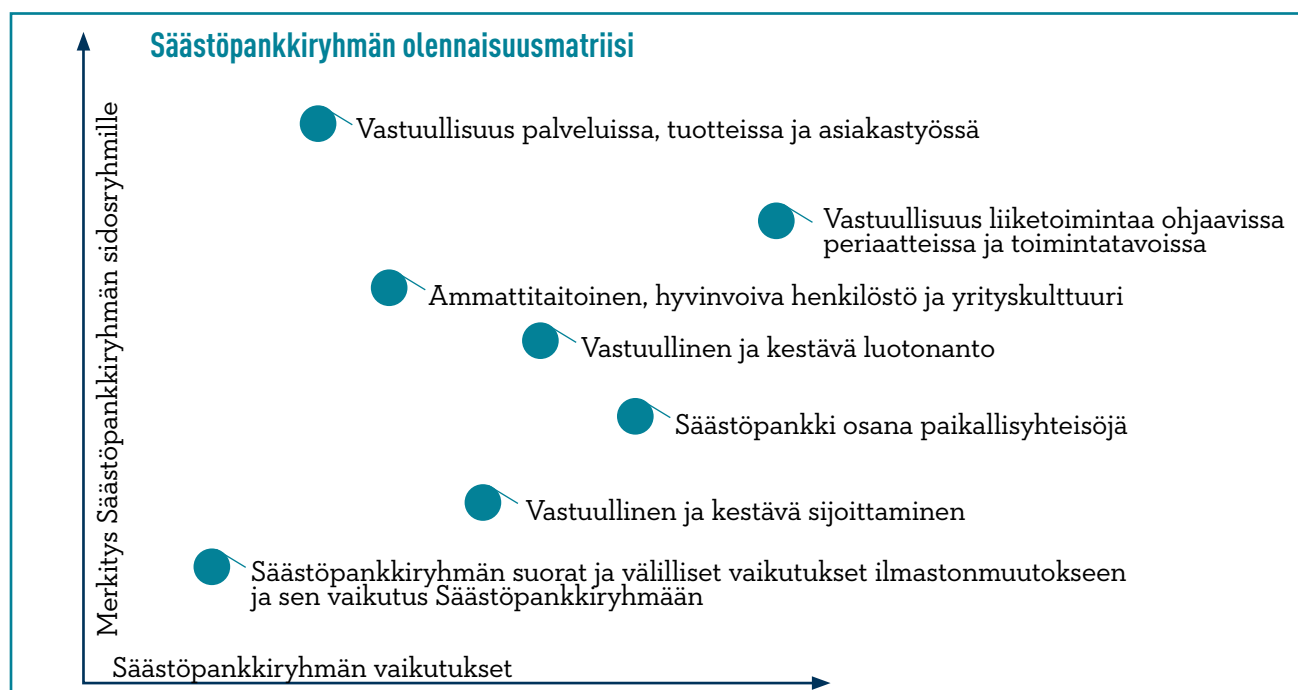 Säästöpankkiryhmän olennaisuusmatriisi
Merkitys Säästöpankkiryhmän sidosryhmille
Vastuullisuus palveluissa, tuotteissa ja asiakastyössä
Vastuullisuus liiketoimintaa ohjaavissa
periaatteissa ja toimintatavoissa
Ammattitaitoinen, hyvinvoiva henkilöstö ja yrityskulttuuri
Vastuullinen ja kestävä luotonanto
Säästöpankki osana paikallisyhteisöjä
Vastuullinen ja kestävä sijoittaminen
Säästöpankkiryhmän suorat ja välilliset vaikutukset ilmastonmuutokseen
ja sen vaikutus Säästöpankkiryhmään
Säästöpankkiryhmän vaikutukset